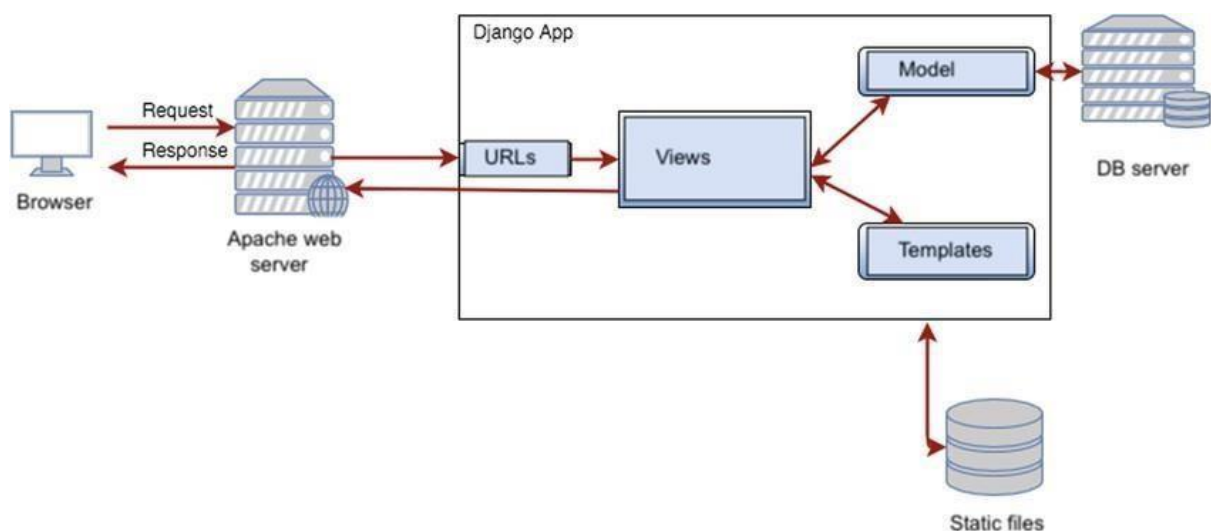 Django App
Request
Response
Browser
Apache web
server
URLs
Views
Model
Templates
DB server
Static files